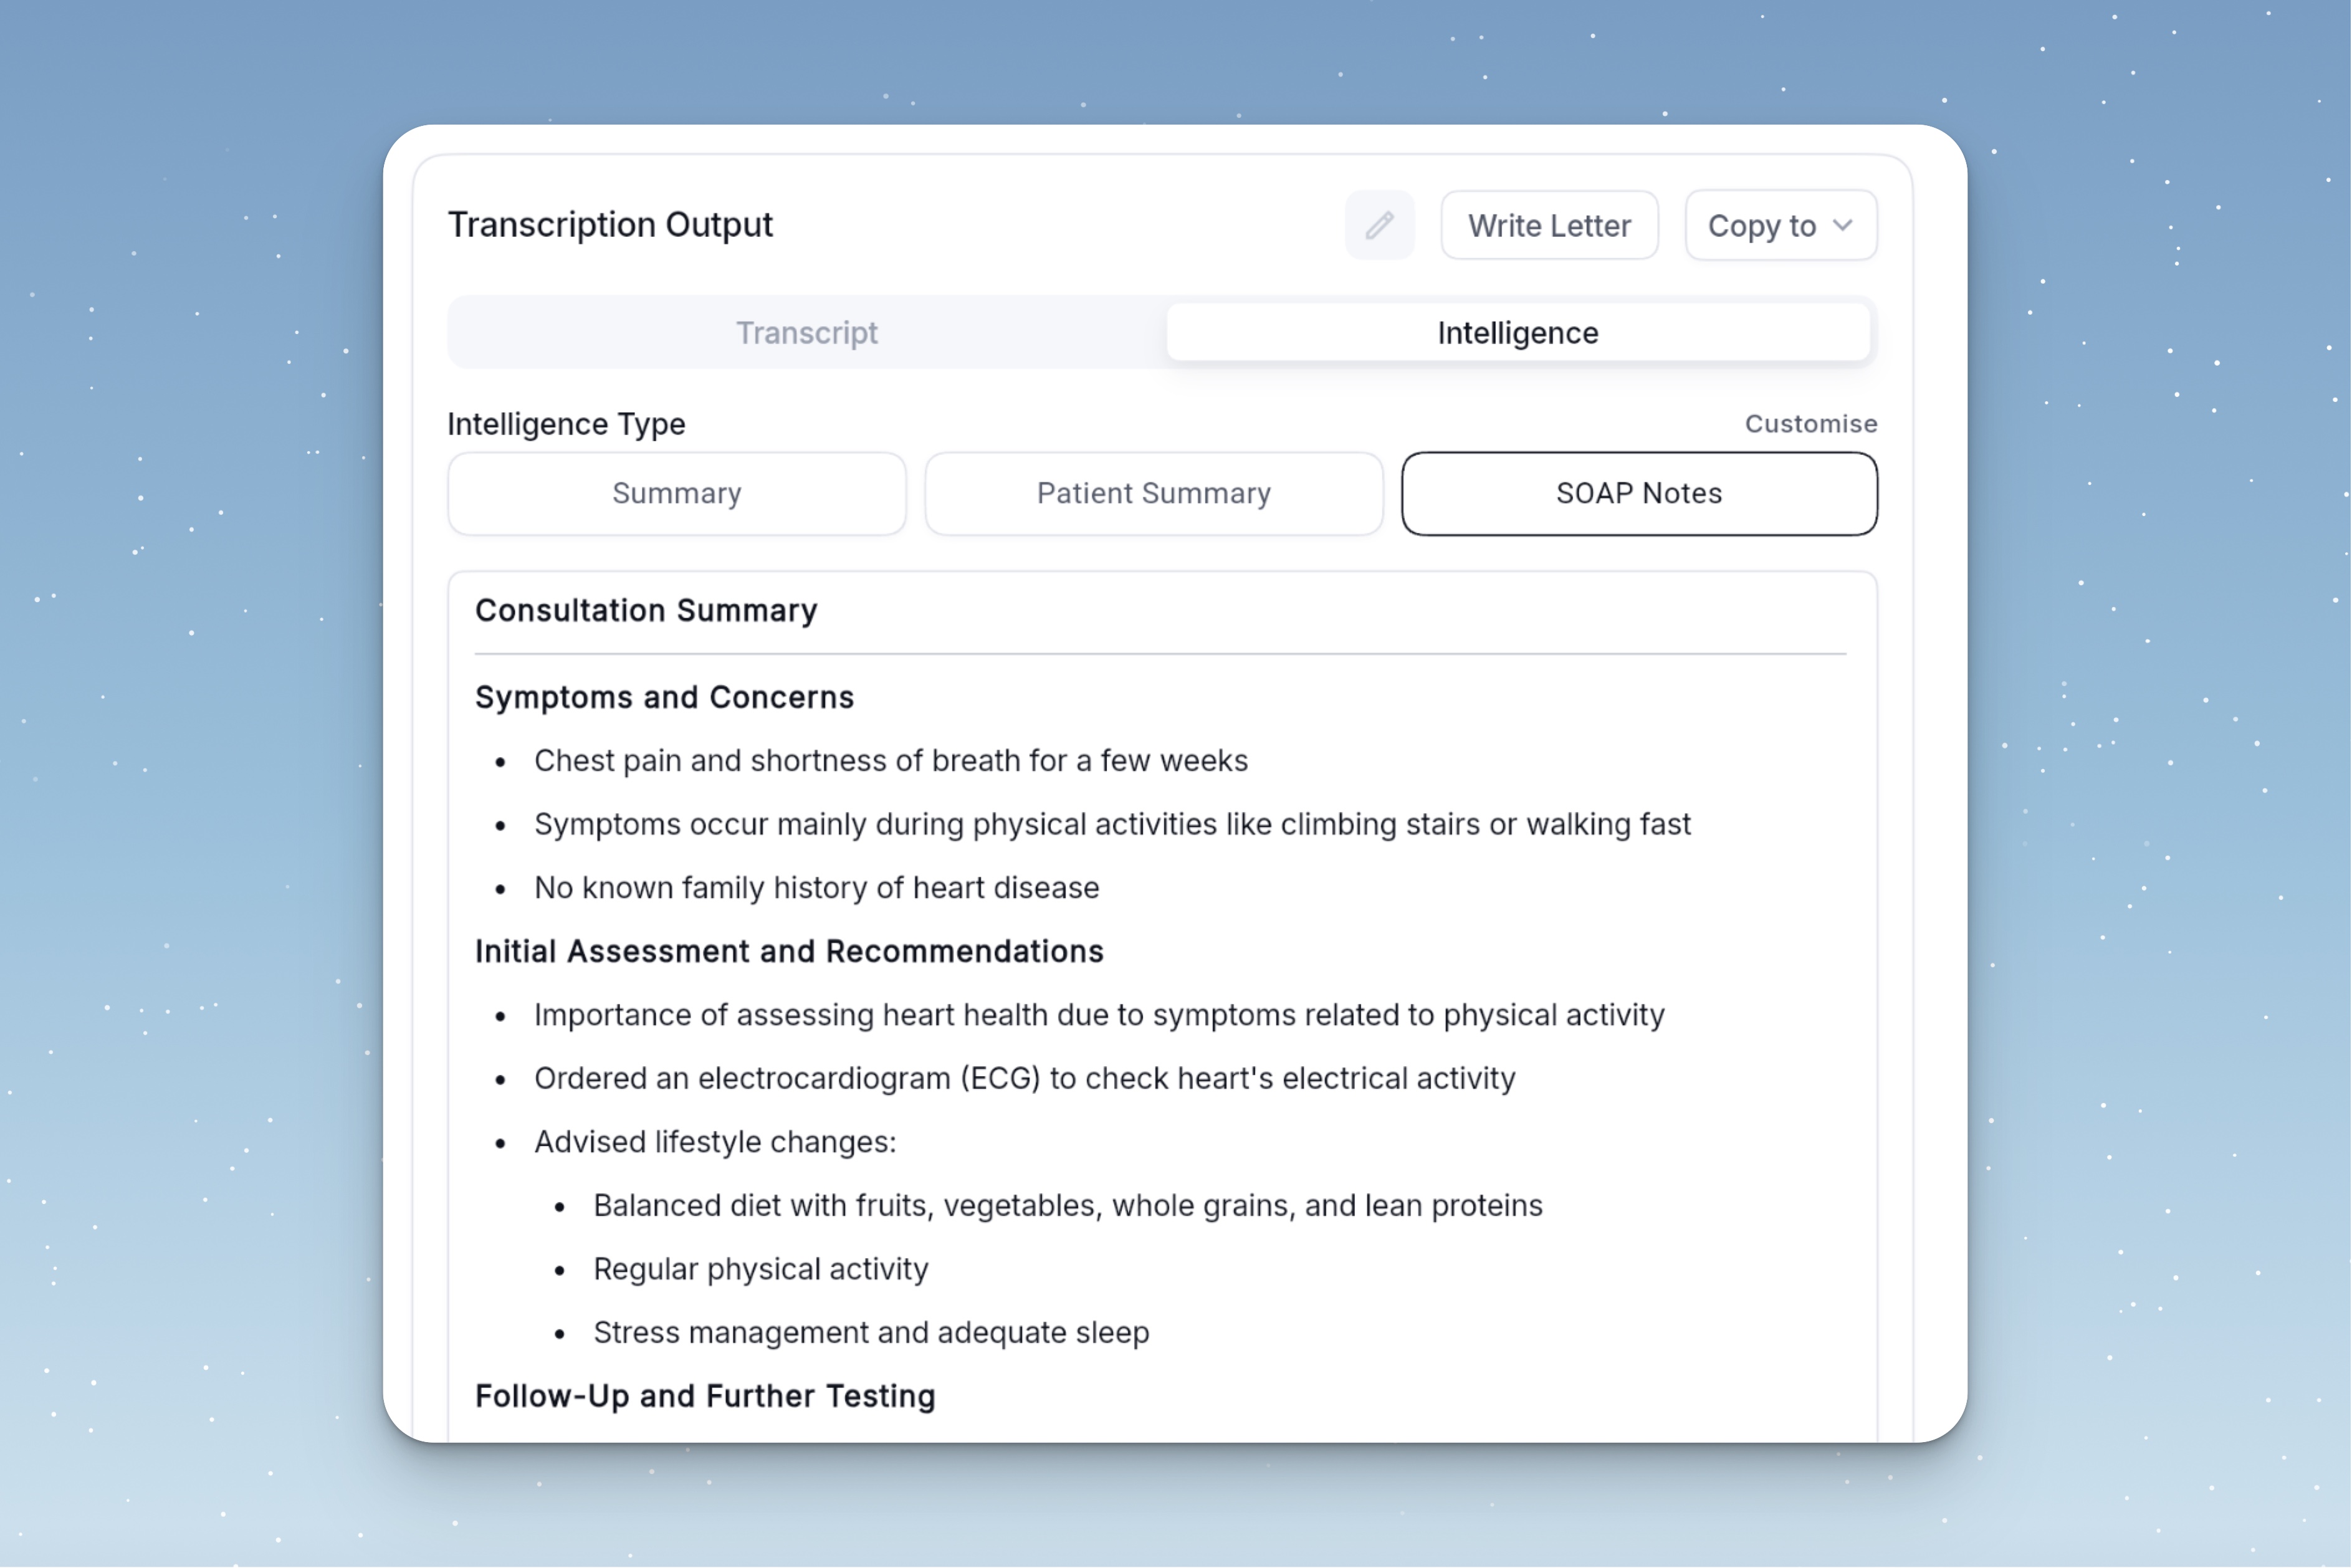 Transcription Output
Write Letter
Copy to
Transcript
Intelligence
Intelligence Type
Customise
Summary
Patient Summary
SOAP Notes
Consultation Summary
Symptoms and Concerns
• Chest pain and shortness of breath for a few weeks
• Symptoms occur mainly during physical activities like climbing stairs or walking fast
• No known family history of heart disease
Initial Assessment and Recommendations
• Importance of assessing heart health due to symptoms related to physical activity
• Ordered an electrocardiogram (ECG) to check heart's electrical activity
• Advised lifestyle changes:
• Balanced diet with fruits, vegetables, whole grains, and lean proteins
• Regular physical activity
• Stress management and adequate sleep
Follow-Up and Further Testing